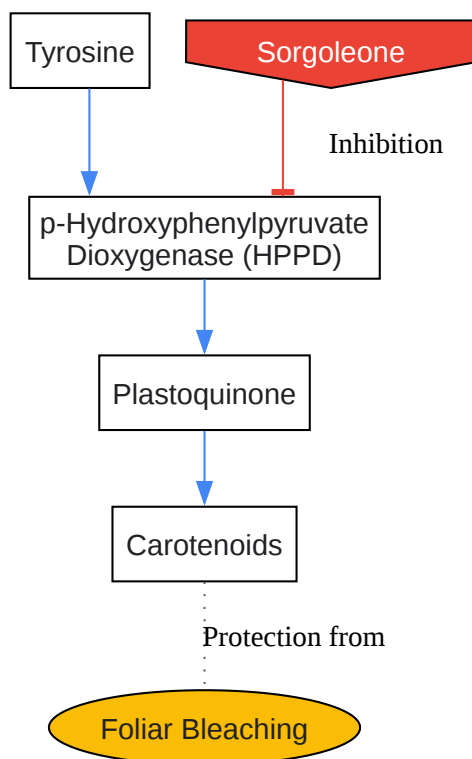 Tyrosine
Sorgoleone
Inhibition
p-Hydroxyphenylpyruvate
Dioxygenase (HPPD)
Plastoquinone
Carotenoids
Protection from
Foliar Bleaching